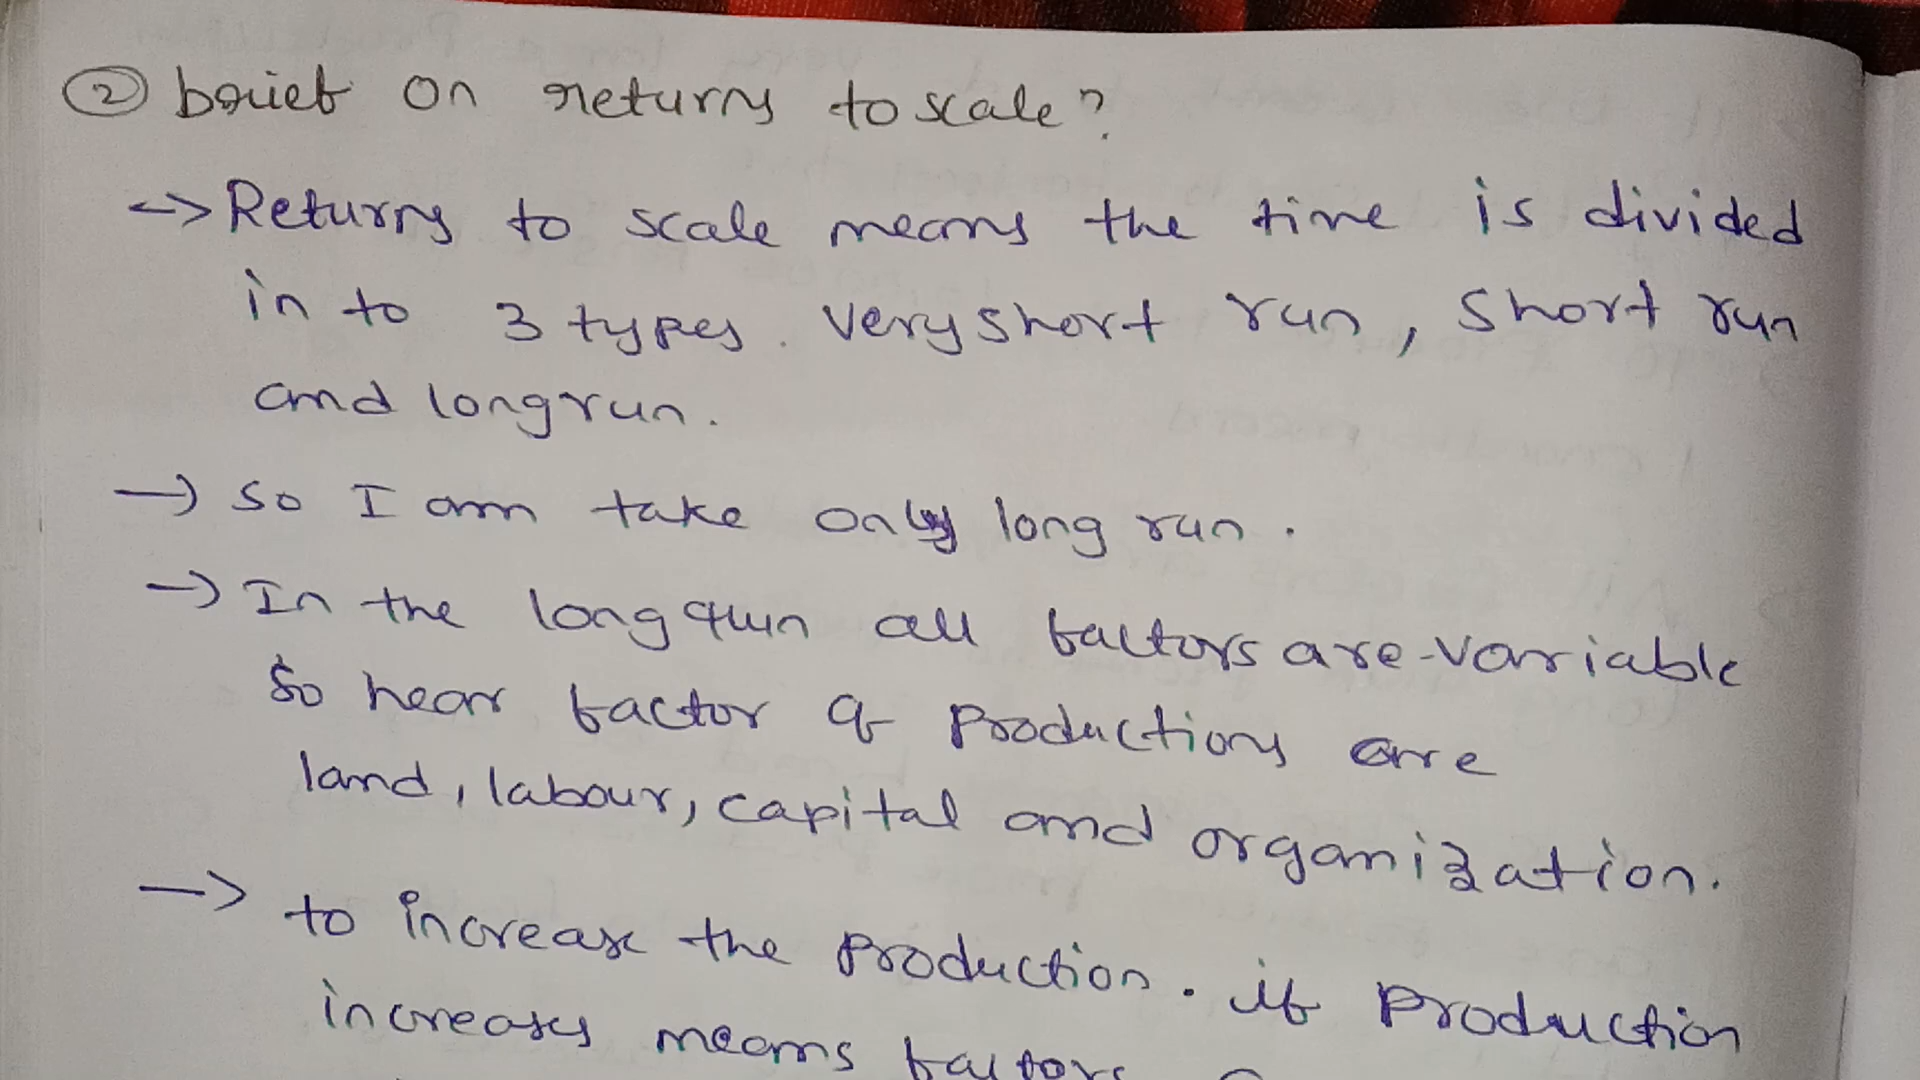 ② brief on returns to scale?
-> Returns to scale means the time is divided
in to 3 types. very short run, short run
and long run.
-> So I am take only long run.
-> In the long run all factors are variable
So hear factor of productions are
land, labour, capital and organization.
-> to increase the production. if production
increases means factors